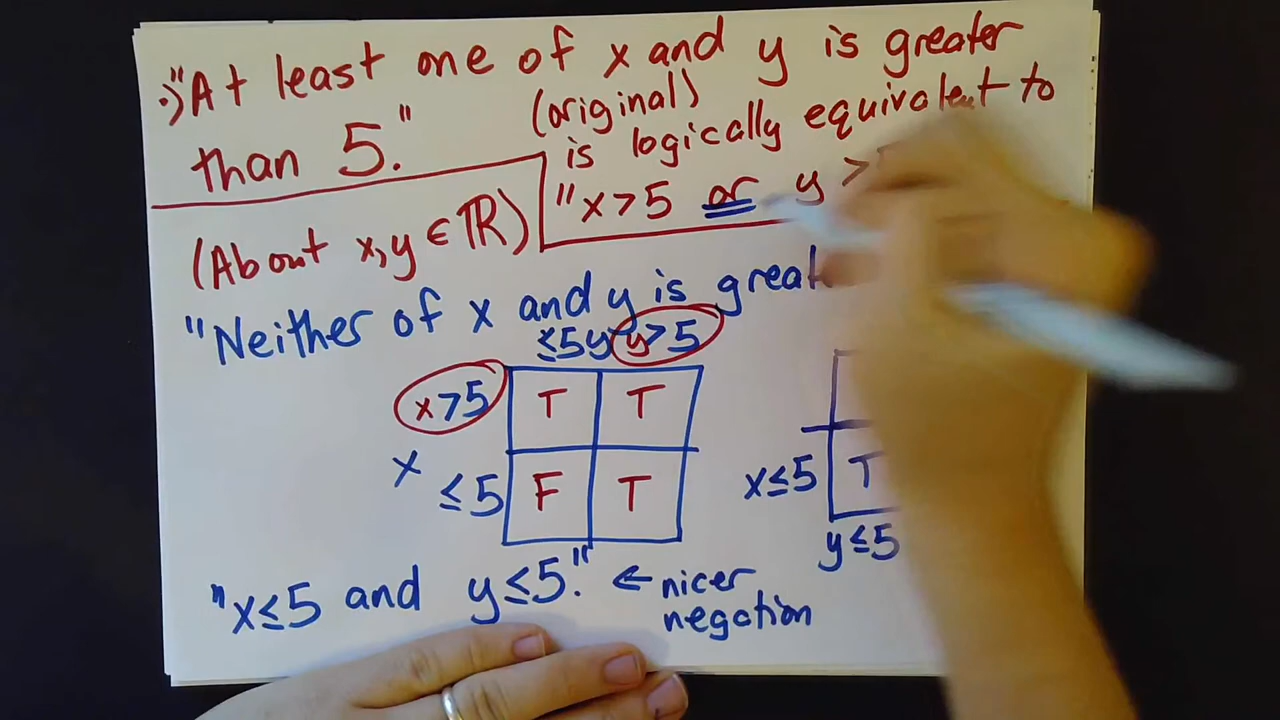 :) "At least one of x and y is greater
than 5."
(original)
is logically equivalent to
(About x, y ∈ ℝ)
"x>5 or y >
"Neither of x and y is
≤5 y y>5
x>5 T T
x ≤5 F T
x≤5 T
y≤5
"x≤5 and y≤5." ← nicer
negation